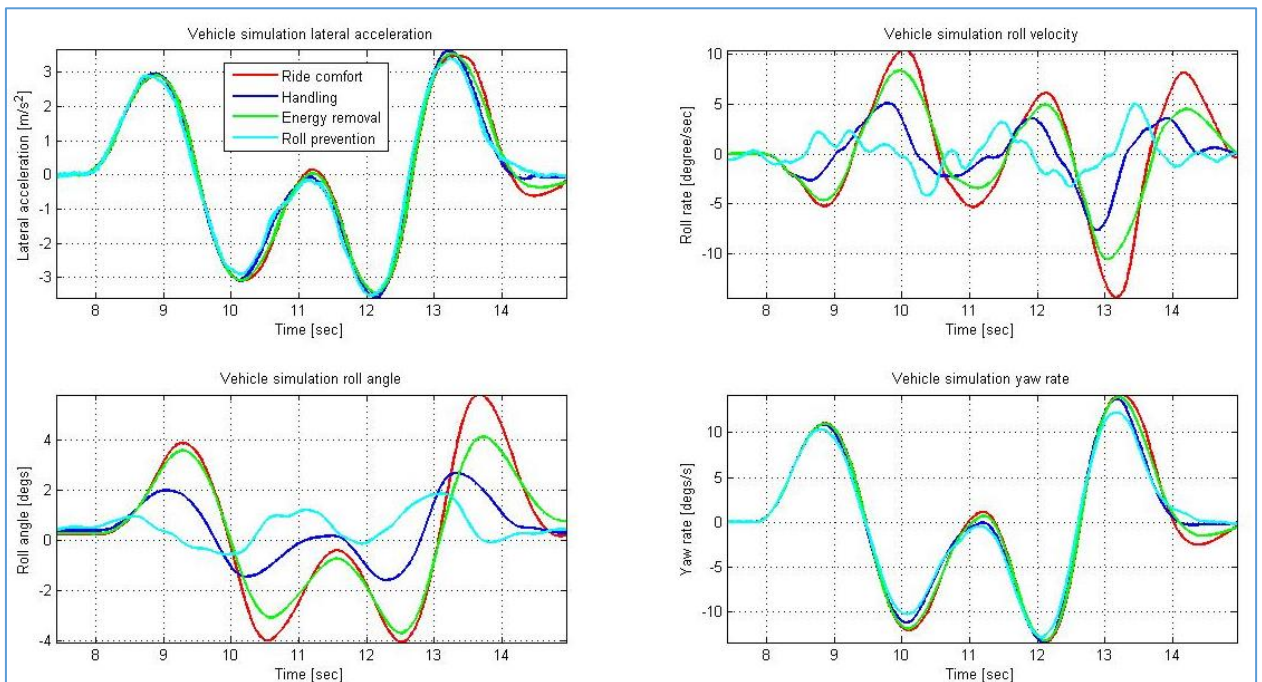 Vehicle simulation lateral acceleration
Lateral acceleration [m/s²]
3
2
1
0
-1
-2
-3
Ride comfort
Handling
Energy removal
Roll prevention
8 9 10 11 12 13 14
Time [sec]
Vehicle simulation roll velocity
Roll rate [degree/sec]
10
5
0
-5
-10
8 9 10 11 12 13 14
Time [sec]
Vehicle simulation roll angle
Roll angle [degs]
4
2
0
-2
-4
8 9 10 11 12 13 14
Time [sec]
Vehicle simulation yaw rate
Yaw rate [degs/s]
10
5
0
-5
-10
8 9 10 11 12 13 14
Time [sec]